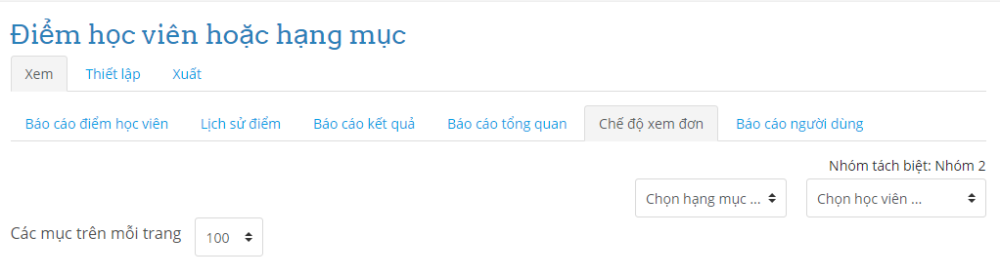 Điểm học viên hoặc hạng mục
Xem Thiết lập Xuất
Báo cáo điểm học viên Lịch sử điểm Báo cáo kết quả Báo cáo tổng quan Chế độ xem đơn Báo cáo người dùng
Nhóm tách biệt: Nhóm 2
Chọn hạng mục ... Chọn học viên ...
Các mục trên mỗi trang 100